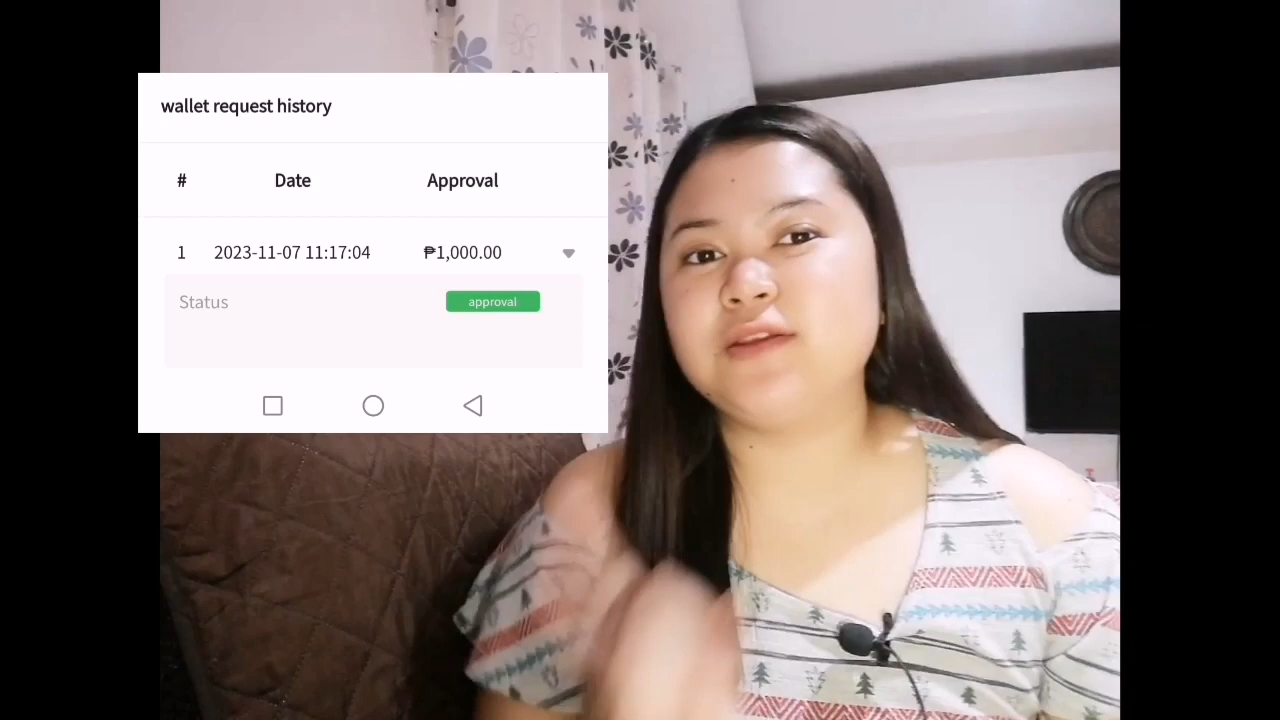 wallet request history
# Date Approval
1 2023-11-07 11:17:04 ₱1,000.00
Status approval